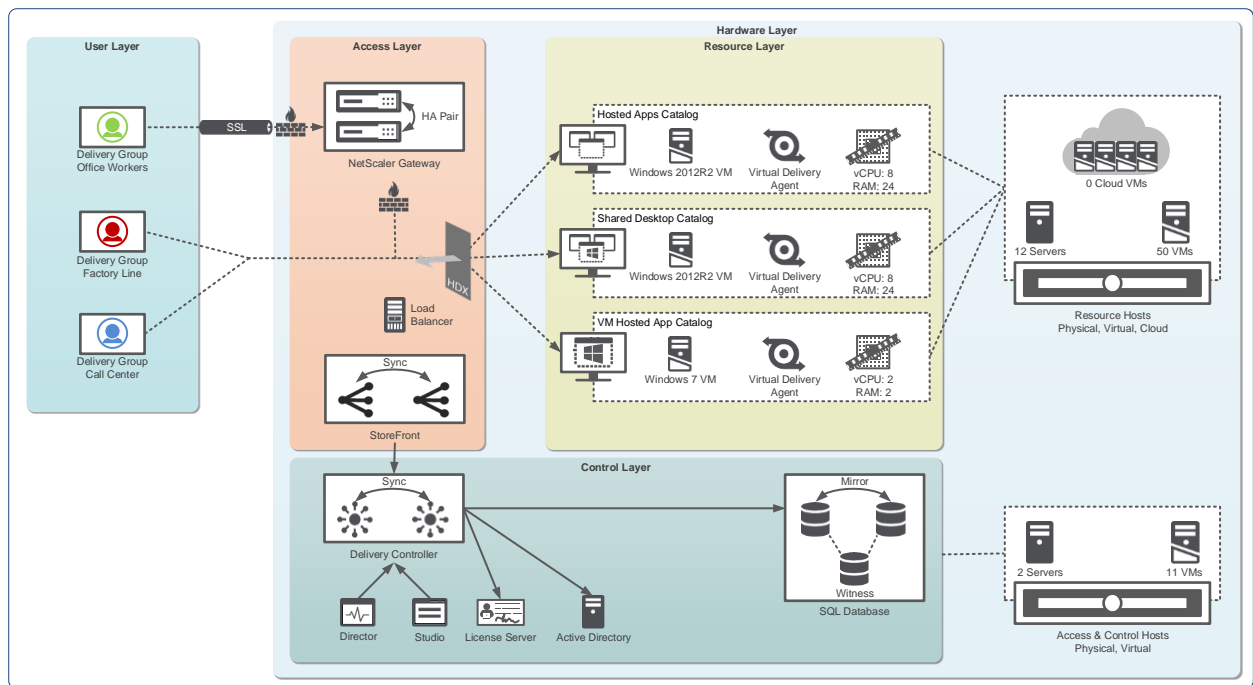 Hardware Layer
User Layer
Access Layer
Resource Layer
Delivery Group
Office Workers
SSL
HA Pair
NetScaler Gateway
Delivery Group
Factory Line
Delivery Group
Call Center
HDX
Load
Balancer
Sync
StoreFront
Hosted Apps Catalog
Windows 2012R2 VM
Virtual Delivery
Agent
vCPU: 8
RAM: 24
Shared Desktop Catalog
Windows 2012R2 VM
Virtual Delivery
Agent
vCPU: 8
RAM: 24
VM Hosted App Catalog
Windows 7 VM
Virtual Delivery
Agent
vCPU: 2
RAM: 2
0 Cloud VMs
12 Servers
50 VMs
Resource Hosts
Physical, Virtual, Cloud
Control Layer
Sync
Delivery Controller
Director
Studio
License Server
Active Directory
Mirror
Witness
SQL Database
2 Servers
11 VMs
Access & Control Hosts
Physical, Virtual